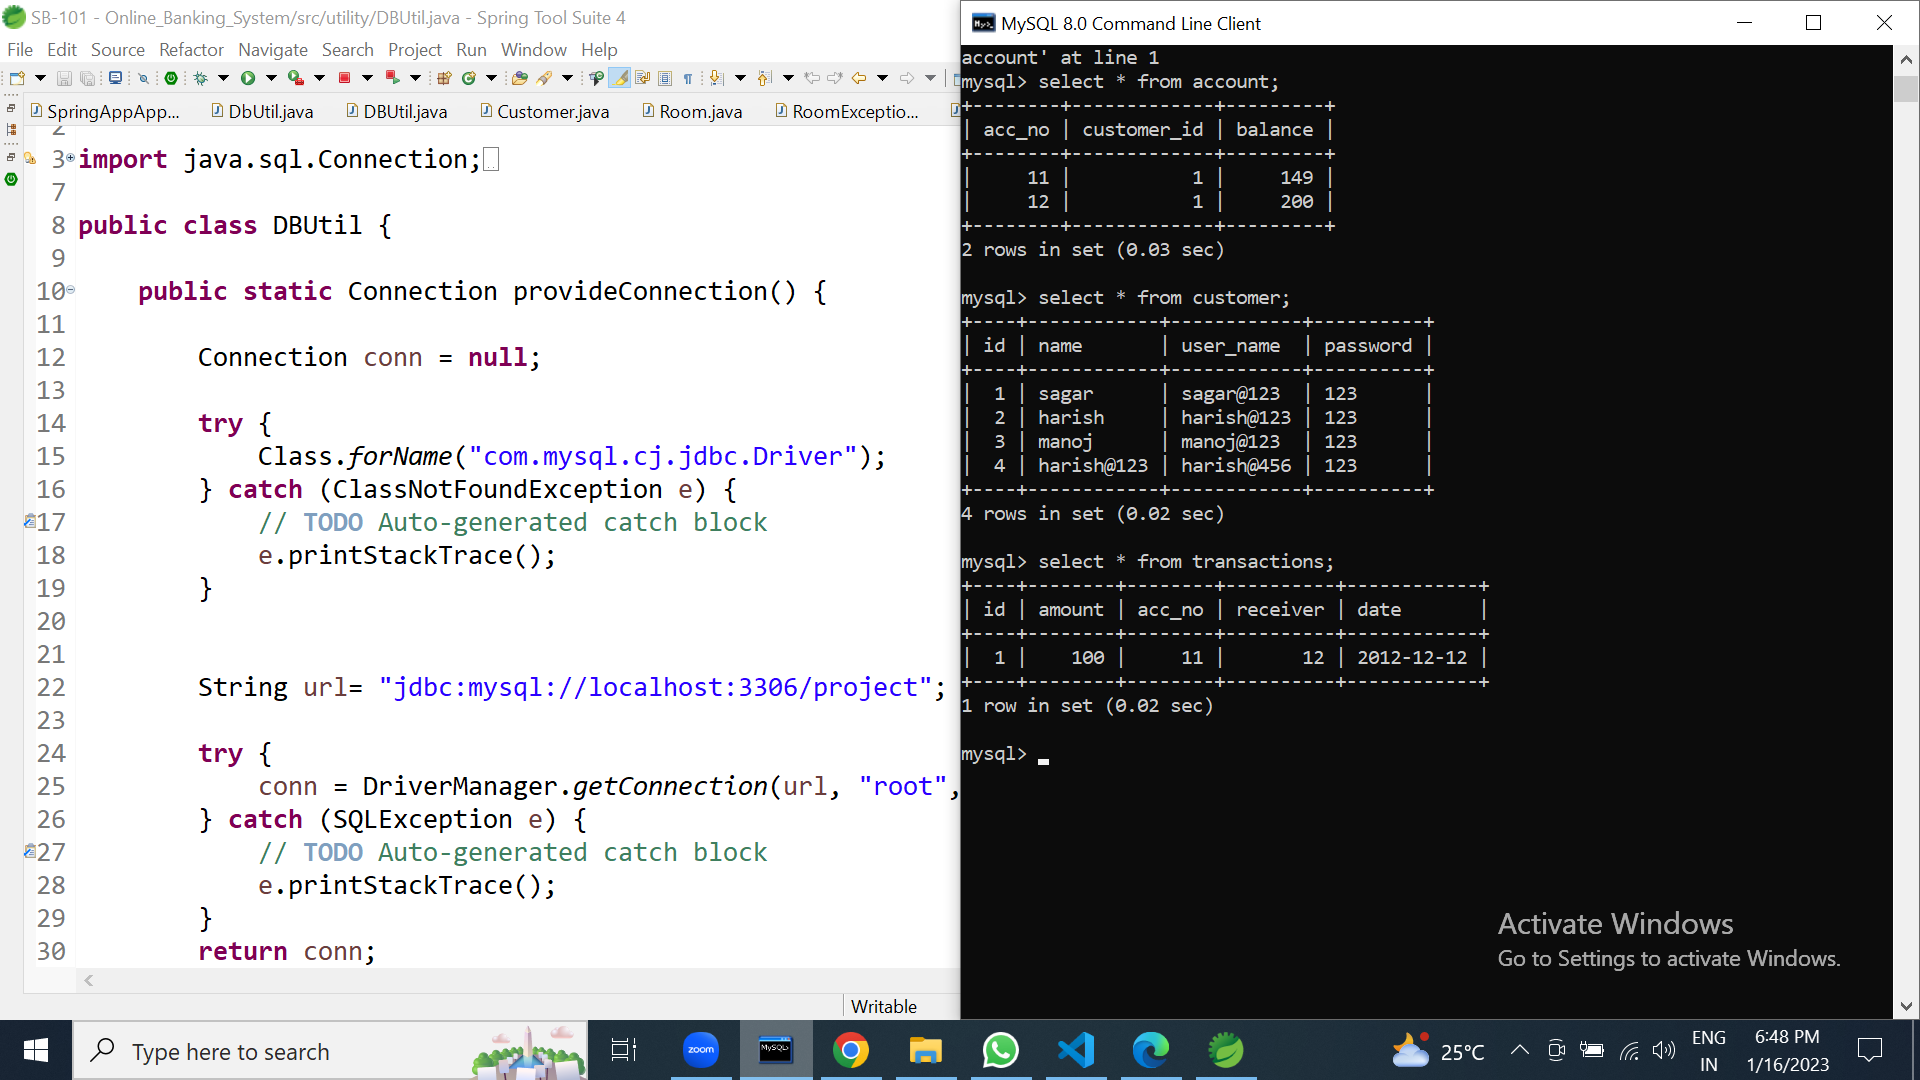 SB-101 - Online_Banking_System/src/utility/DBUtil.java - Spring Tool Suite 4
File Edit Source Refactor Navigate Search Project Run Window Help
SpringAppApp... DbUtil.java DBUtil.java Customer.java Room.java RoomExceptio...
2
3 import java.sql.Connection;
7
8 public class DBUtil {
9
10 public static Connection provideConnection() {
11
12 Connection conn = null;
13
14 try {
15 Class.forName("com.mysql.cj.jdbc.Driver");
16 } catch (ClassNotFoundException e) {
17 // TODO Auto-generated catch block
18 e.printStackTrace();
19 }
20
21
22 String url= "jdbc:mysql://localhost:3306/project";
23
24 try {
25 conn = DriverManager.getConnection(url, "root",
26 } catch (SQLException e) {
27 // TODO Auto-generated catch block
28 e.printStackTrace();
29 }
30 return conn;
Writable
MySQL 8.0 Command Line Client
account' at line 1
mysql> select * from account;
+--------+-------------+---------+
| acc_no | customer_id | balance |
+--------+-------------+---------+
|     11 |           1 |     149 |
|     12 |           1 |     200 |
+--------+-------------+---------+
2 rows in set (0.03 sec)
mysql> select * from customer;
+----+------------+------------+----------+
| id | name       | user_name  | password |
+----+------------+------------+----------+
|  1 | sagar      | sagar@123  | 123      |
|  2 | harish     | harish@123 | 123      |
|  3 | manoj      | manoj@123  | 123      |
|  4 | harish@123 | harish@456 | 123      |
+----+------------+------------+----------+
4 rows in set (0.02 sec)
mysql> select * from transactions;
+----+--------+--------+----------+------------+
| id | amount | acc_no | receiver | date       |
+----+--------+--------+----------+------------+
|  1 |    100 |     11 |       12 | 2012-12-12 |
+----+--------+--------+----------+------------+
1 row in set (0.02 sec)
mysql>
Activate Windows
Go to Settings to activate Windows.
Type here to search
zoom
MySQL>
25°C
ENG
IN
6:48 PM
1/16/2023